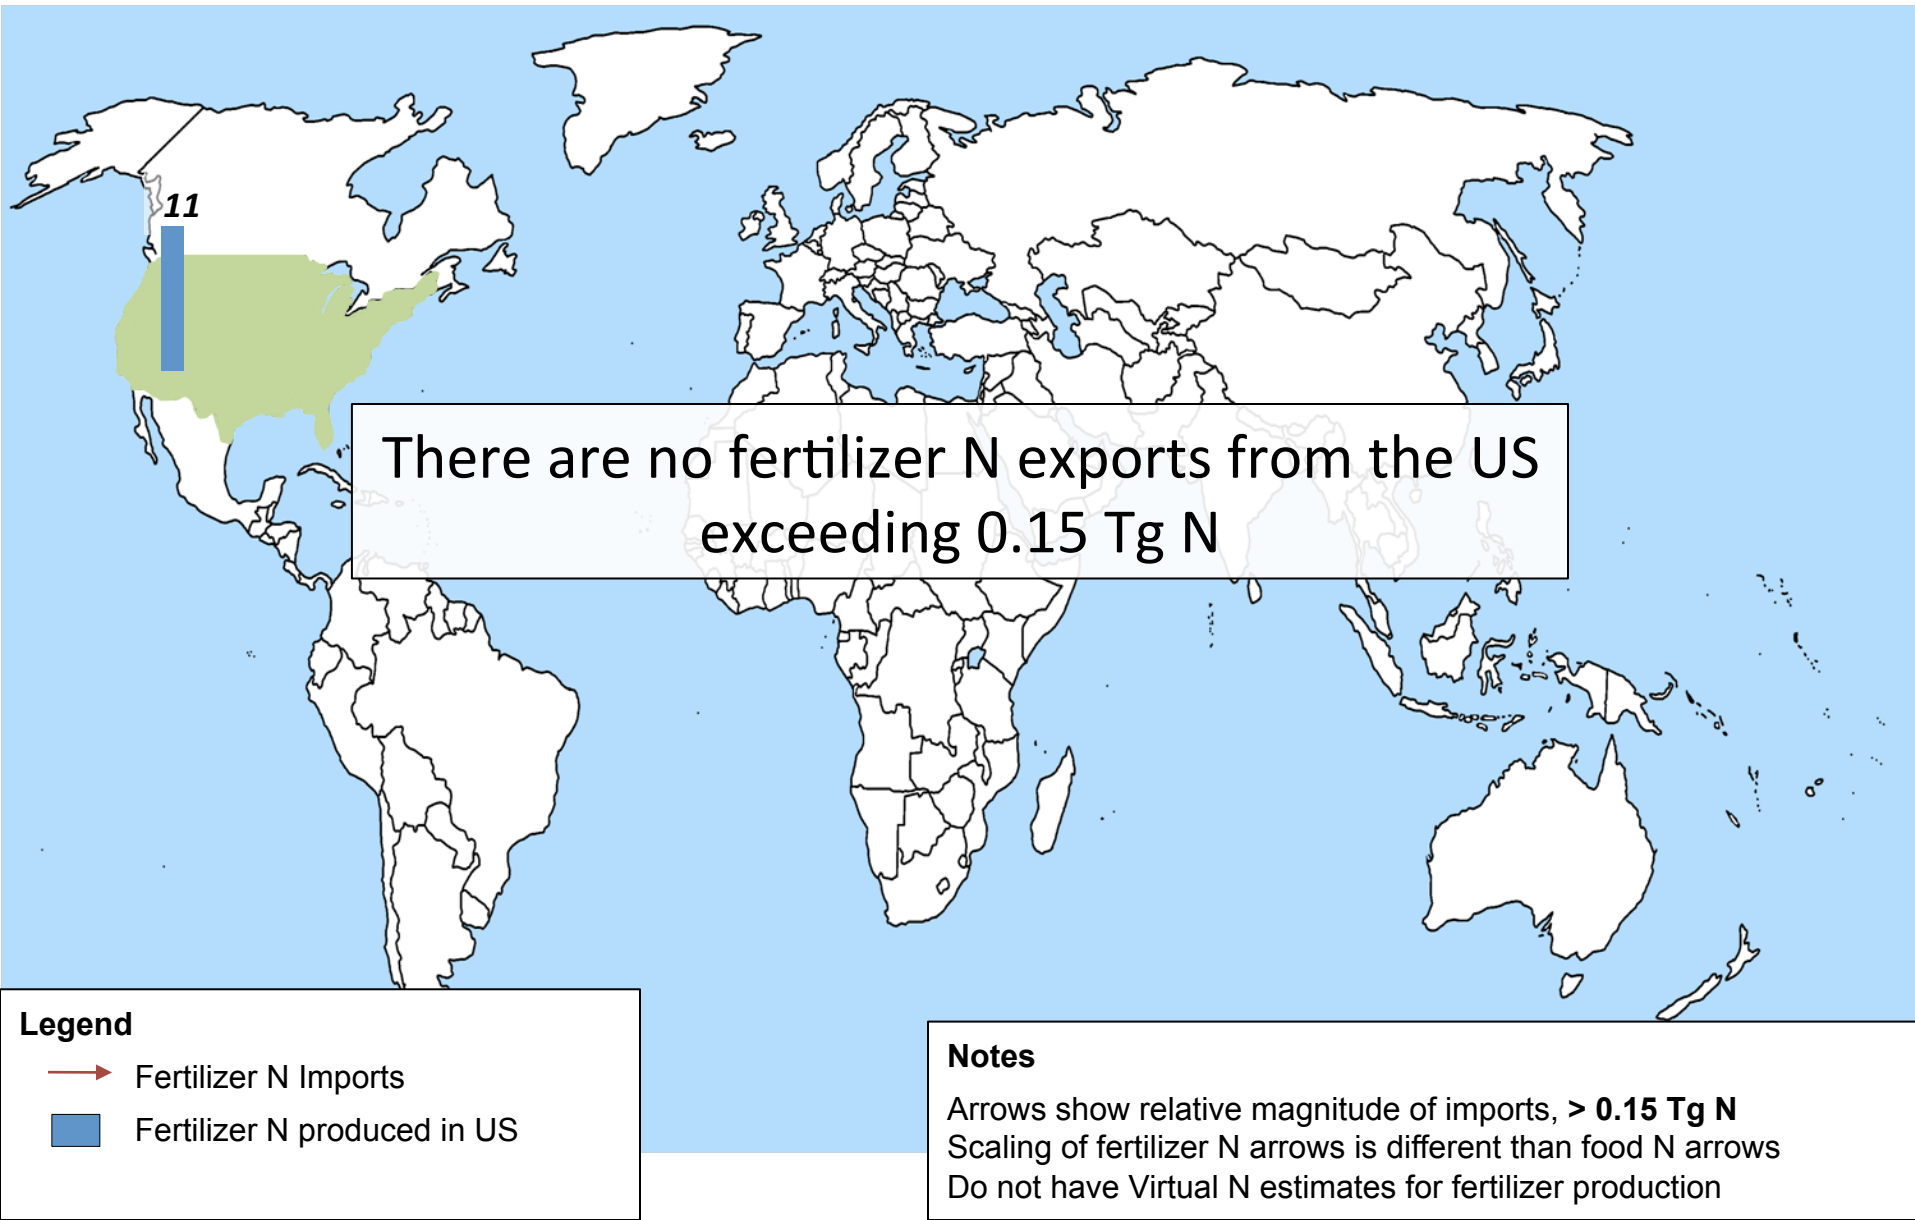 11
There are no fertilizer N exports from the US
exceeding 0.15 Tg N
Legend
Fertilizer N Imports
Fertilizer N produced in US
Notes
Arrows show relative magnitude of imports, > 0.15 Tg N
Scaling of fertilizer N arrows is different than food N arrows
Do not have Virtual N estimates for fertilizer production